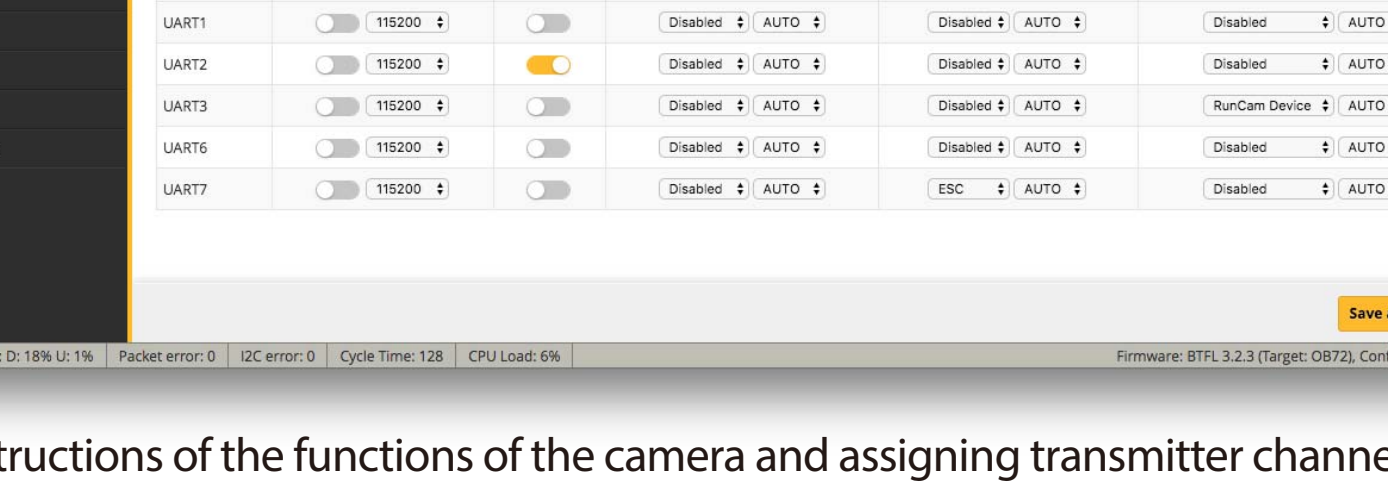 UART1 115200 Disabled AUTO Disabled AUTO Disabled AUTO
UART2 115200 Disabled AUTO Disabled AUTO Disabled AUTO
UART3 115200 Disabled AUTO Disabled AUTO RunCam Device AUTO
UART6 115200 Disabled AUTO Disabled AUTO Disabled AUTO
UART7 115200 Disabled AUTO ESC AUTO Disabled AUTO
Save
: D: 18% U: 1% Packet error: 0 I2C error: 0 Cycle Time: 128 CPU Load: 6% Firmware: BTFL 3.2.3 (Target: OB72), Conf
tructions of the functions of the camera and assigning transmitter channe